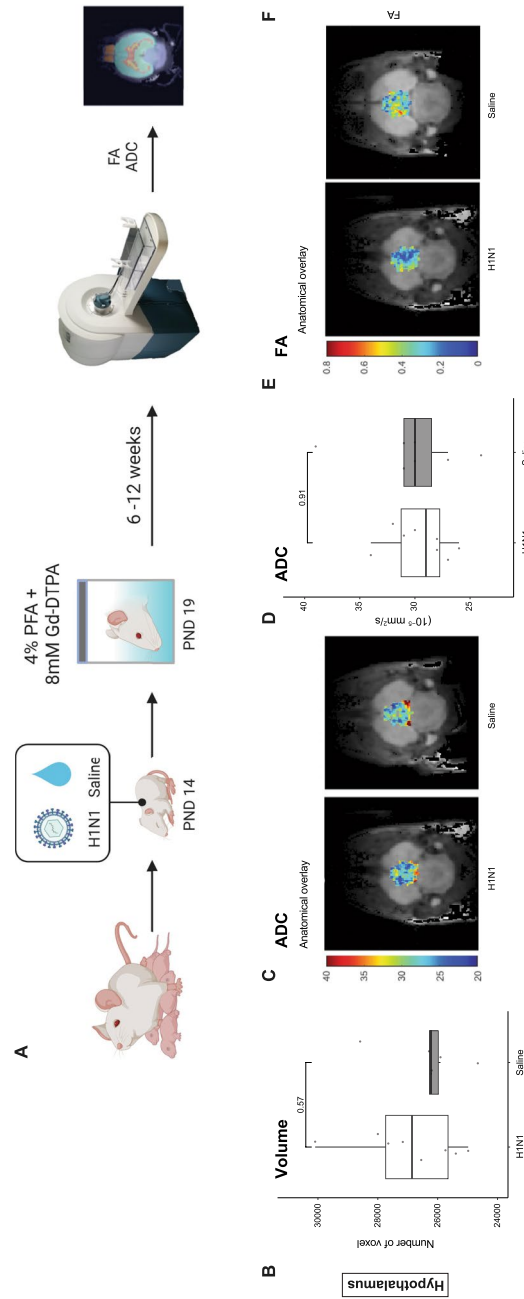 A
H1N1
Saline
PND 14
4% PFA +
8mM Gd-DTPA
PND 19
6 -12 weeks
FA
ADC
Hypothalamus
B
Volume
Number of voxel
30000
28000
26000
24000
0.57
H1N1
Saline
C
ADC
Anatomical overlay
40
35
30
25
20
H1N1
Saline
D
ADC
(10⁻⁵ mm²/s)
40
35
30
25
0.91
E
FA
Anatomical overlay
0.8
0.6
0.4
0.2
0
H1N1
Saline
F
FA